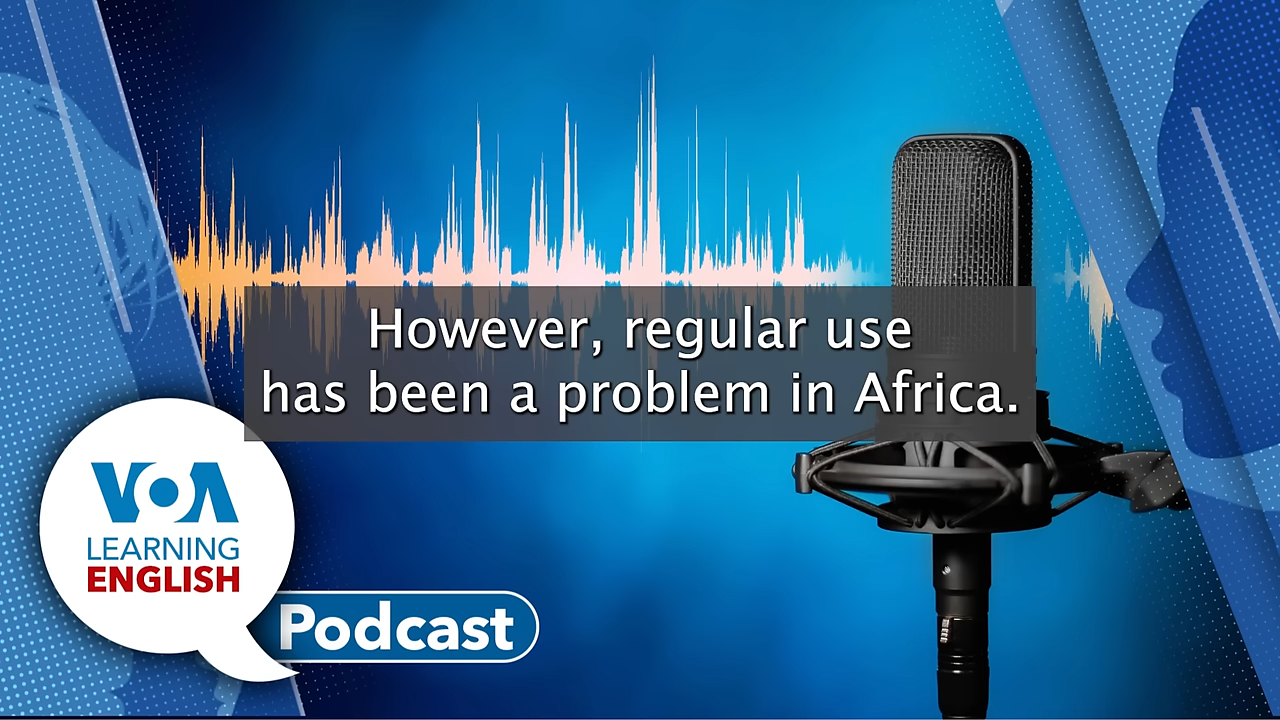 However, regular use
has been a problem in Africa.
VOA
LEARNING
ENGLISH
Podcast